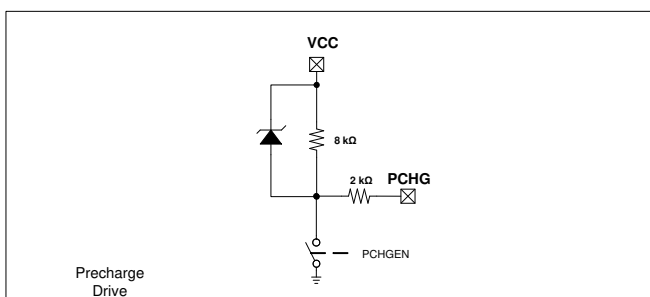 VCC
8 kΩ
2 kΩ
PCHG
PCHGEN
Precharge
Drive